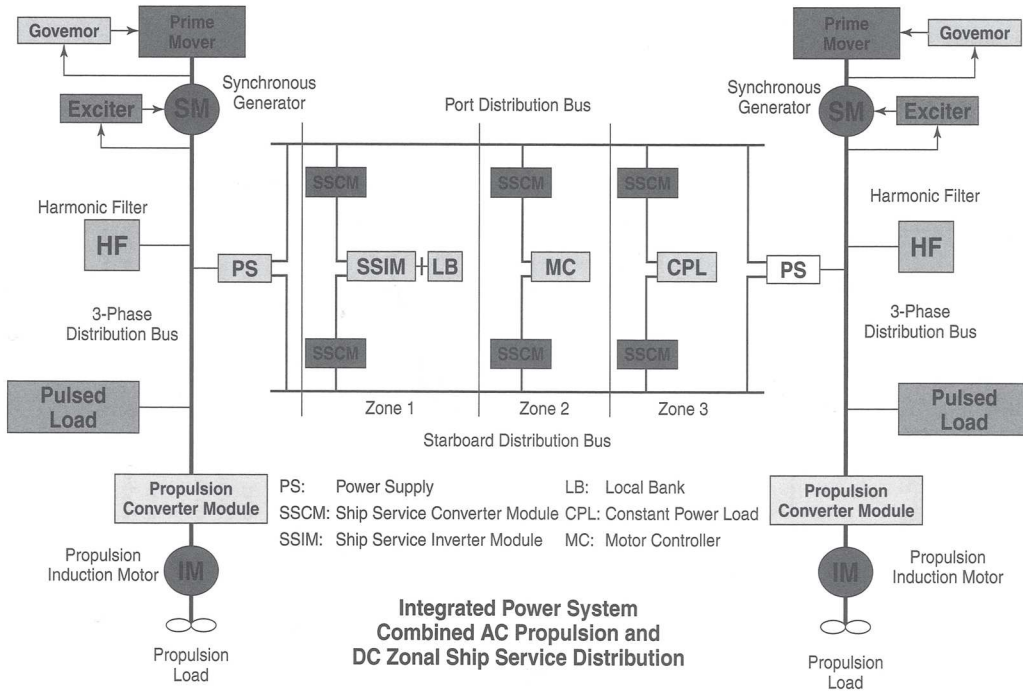 Governor
Prime
Mover
Synchronous
Generator
Exciter
SM
Harmonic Filter
HF
3-Phase
Distribution Bus
Pulsed
Load
Propulsion
Converter Module
Propulsion
Induction Motor
IM
Propulsion
Load
Port Distribution Bus
PS
SSCM
SSCM
SSCM
SSIM
LB
MC
CPL
PS
SSCM
SSCM
SSCM
Zone 1
Zone 2
Zone 3
Starboard Distribution Bus
PS: Power Supply
SSCM: Ship Service Converter Module
SSIM: Ship Service Inverter Module
LB: Local Bank
CPL: Constant Power Load
MC: Motor Controller
Integrated Power System
Combined AC Propulsion and
DC Zonal Ship Service Distribution
Prime
Mover
Governor
Synchronous
Generator
SM
Exciter
Harmonic Filter
HF
3-Phase
Distribution Bus
Pulsed
Load
Propulsion
Converter Module
IM
Propulsion
Induction Motor
Propulsion
Load